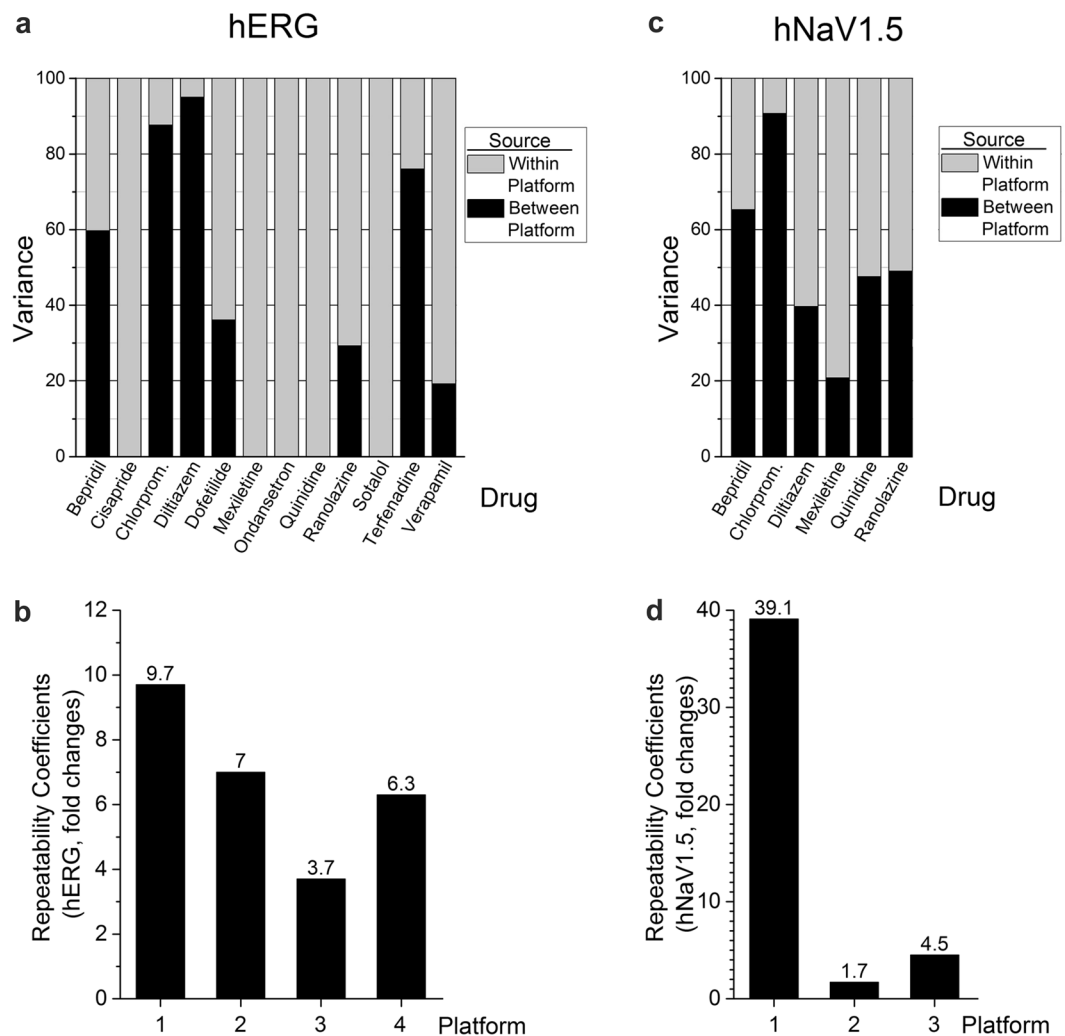 a
hERG
100
80
60
40
20
0
Variance
Source
Within
Platform
Between
Platform
Bepridil
Cisapride
Chlorprom.
Diltiazem
Dofetilide
Mexiletine
Ondansetron
Quinidine
Ranolazine
Sotalol
Terfenadine
Verapamil
Drug
c
hNaV1.5
100
80
60
40
20
0
Variance
Source
Within
Platform
Between
Platform
Bepridil
Chlorprom.
Diltiazem
Mexiletine
Quinidine
Ranolazine
Drug
b
12
10
8
6
4
2
0
Repeatability Coefficients
(hERG, fold changes)
9.7
7
3.7
6.3
1 2 3 4 Platform
d
40
30
20
10
0
Repeatability Coefficients
(hNaV1.5, fold changes)
39.1
1.7
4.5
1 2 3 Platform